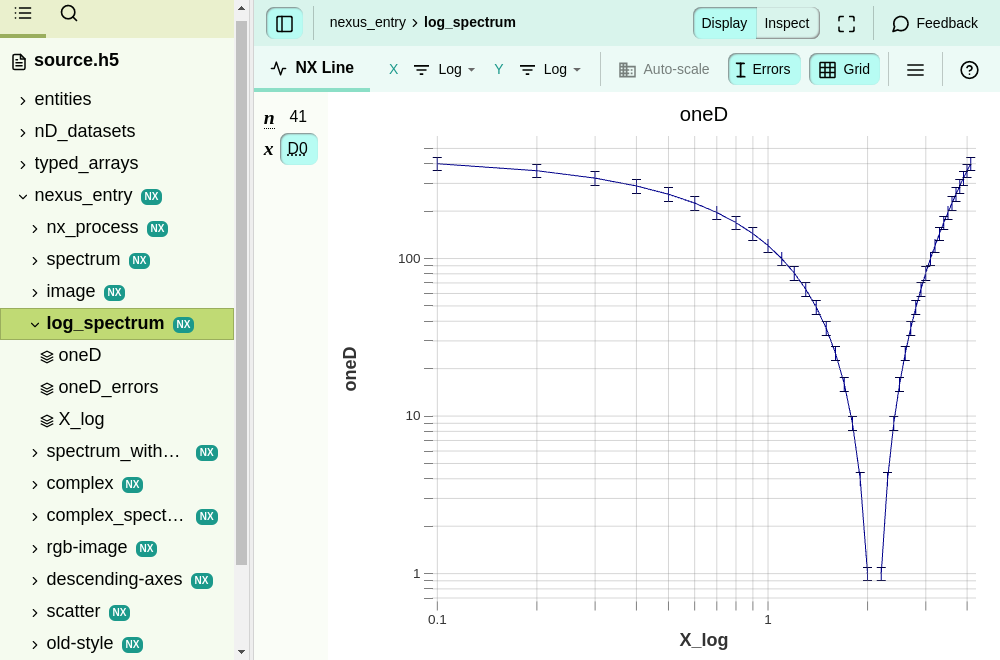 source.h5
entities
nD_datasets
typed_arrays
nexus_entry NX
nx_process NX
spectrum NX
image NX
log_spectrum NX
oneD
oneD_errors
X_log
spectrum_with… NX
complex NX
complex_spect… NX
rgb-image NX
descending-axes NX
scatter NX
old-style NX
nexus_entry › log_spectrum
Display Inspect Feedback
NX Line X Log Y Log Auto-scale Errors Grid
n 41
x D0
oneD
oneD
100
10
1
0.1 1
X_log